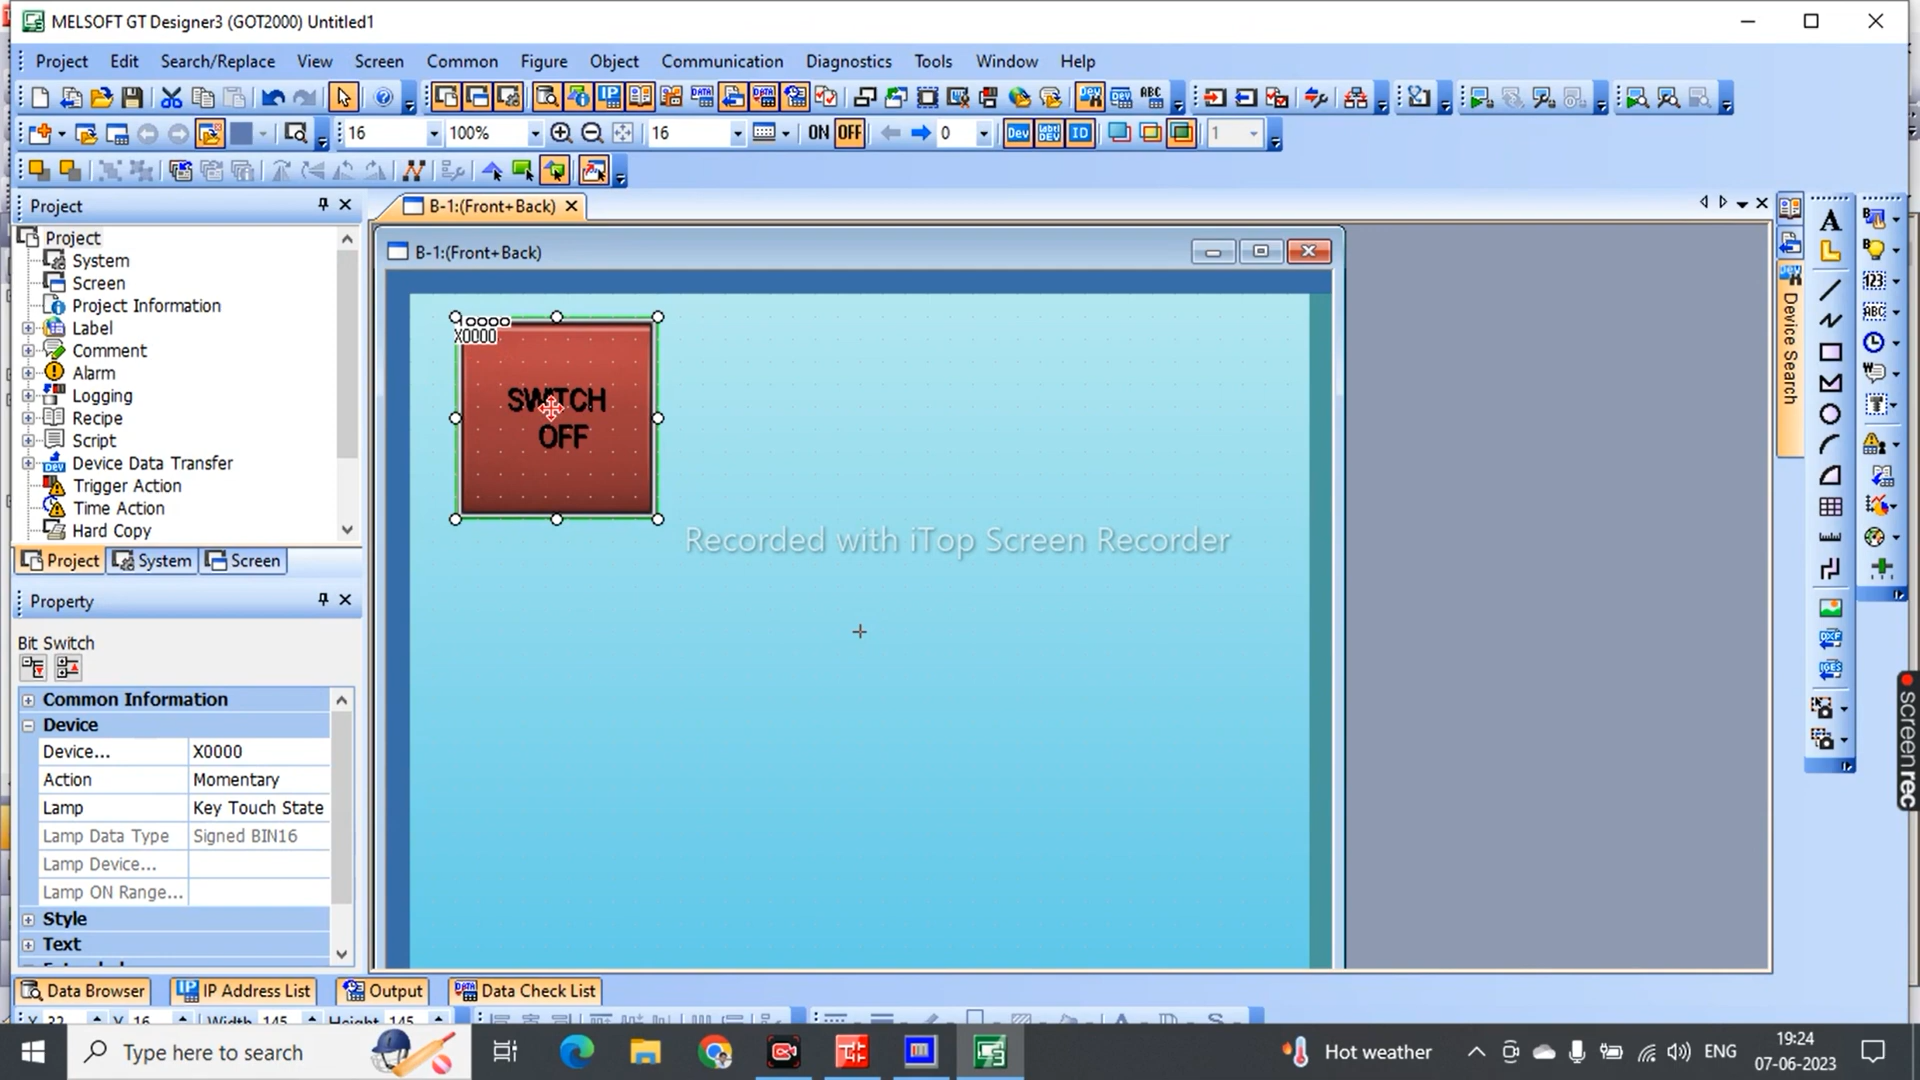 MELSOFT GT Designer3 (GOT2000) Untitled1
Project Edit Search/Replace View Screen Common Figure Object Communication Diagnostics Tools Window Help
16 100% 16 ON OFF 0 Dev ID 1
Project
B-1:(Front+Back)
Project
System
Screen
Project Information
Label
Comment
Alarm
Logging
Recipe
Script
Device Data Transfer
Trigger Action
Time Action
Hard Copy
Project System Screen
B-1:(Front+Back)
X0000
SWITCH
OFF
Recorded with iTop Screen Recorder
Property
Bit Switch
Common Information
Device
Device... X0000
Action Momentary
Lamp Key Touch State
Lamp Data Type Signed BIN16
Lamp Device...
Lamp ON Range...
Style
Text
Device Search
screenrec
Data Browser IP Address List Output Data Check List
X 32 Y 16 Width 145 Height 145
Type here to search
Hot weather
ENG
19:24
07-06-2023